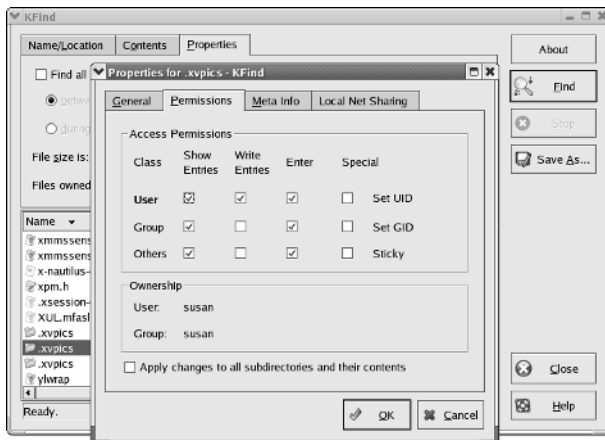 KFind
Name/Location Contents Properties
About
Find
Stop
Save As...
Find all
betwe
during
File size is:
Files owned
Name
xmmssens
xmmssens
x-nautilus-
xpm.h
.xsession-
XUL.mfasl
.xvpics
.xvpics
.xvpics
ylwrap
Ready.
Properties for .xvpics - KFind
General Permissions Meta Info Local Net Sharing
Access Permissions
Class Show Entries Write Entries Enter Special
User Set UID
Group Set GID
Others Sticky
Ownership
User: susan
Group: susan
Apply changes to all subdirectories and their contents
OK Cancel
Close
Help